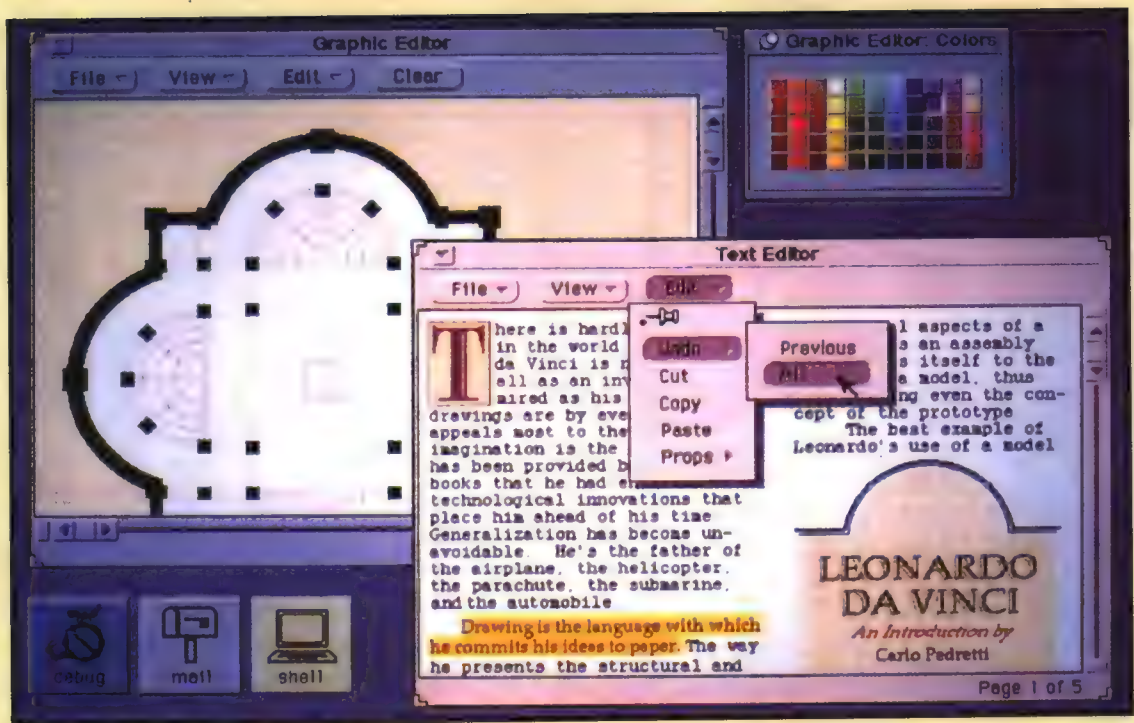 Graphic Editor
File
View
Edit
Clear
Graphic Editor: Colors
Text Editor
File
View
Edit
Undo
Cut
Copy
Paste
Props
Previous
All
There is hardl
in the world
da Vinci is n
ell as an inv
mired as his
drawings are by eve
appeals most to the
imagination is the
has been provided b
books that he had
technological innovations that
place him ahead of his time
Generalization has become un-
avoidable. He's the father of
the airplane, the helicopter,
the parachute, the submarine,
and the automobile
Drawing is the language with which
he commits his ideas to paper. The way
he presents the structural and
l aspects of a
s an assembly
s itself to the
a model, thus
ng even the con-
cept of the prototype
The best example of
Leonardo's use of a model
LEONARDO
DA VINCI
An Introduction by
Carlo Pedretti
Page 1 of 5
debug
mail
shell